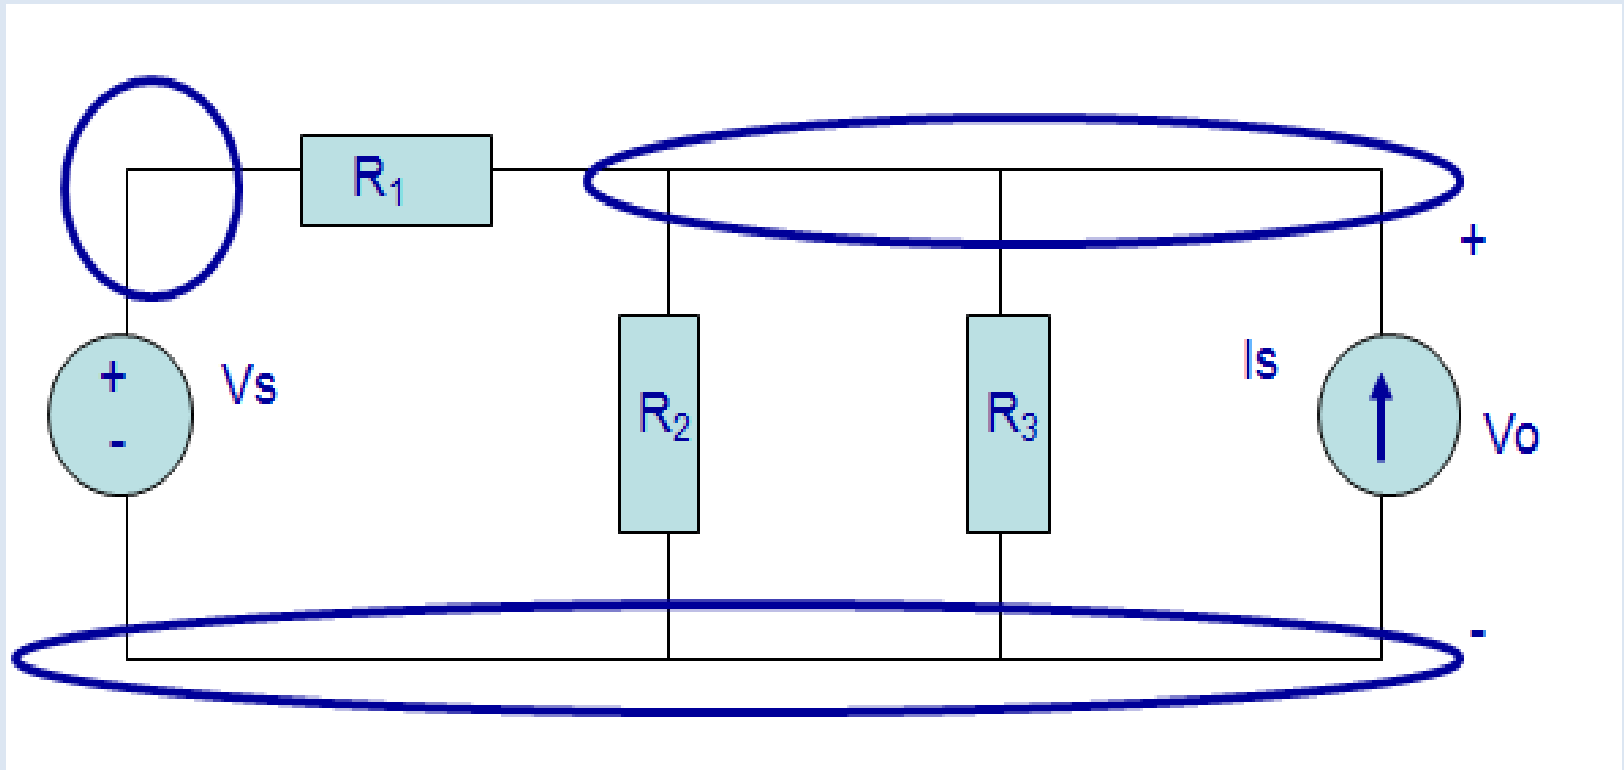 R₁
+
+
-
Vs
R₂
R₃
Is
Vo
-